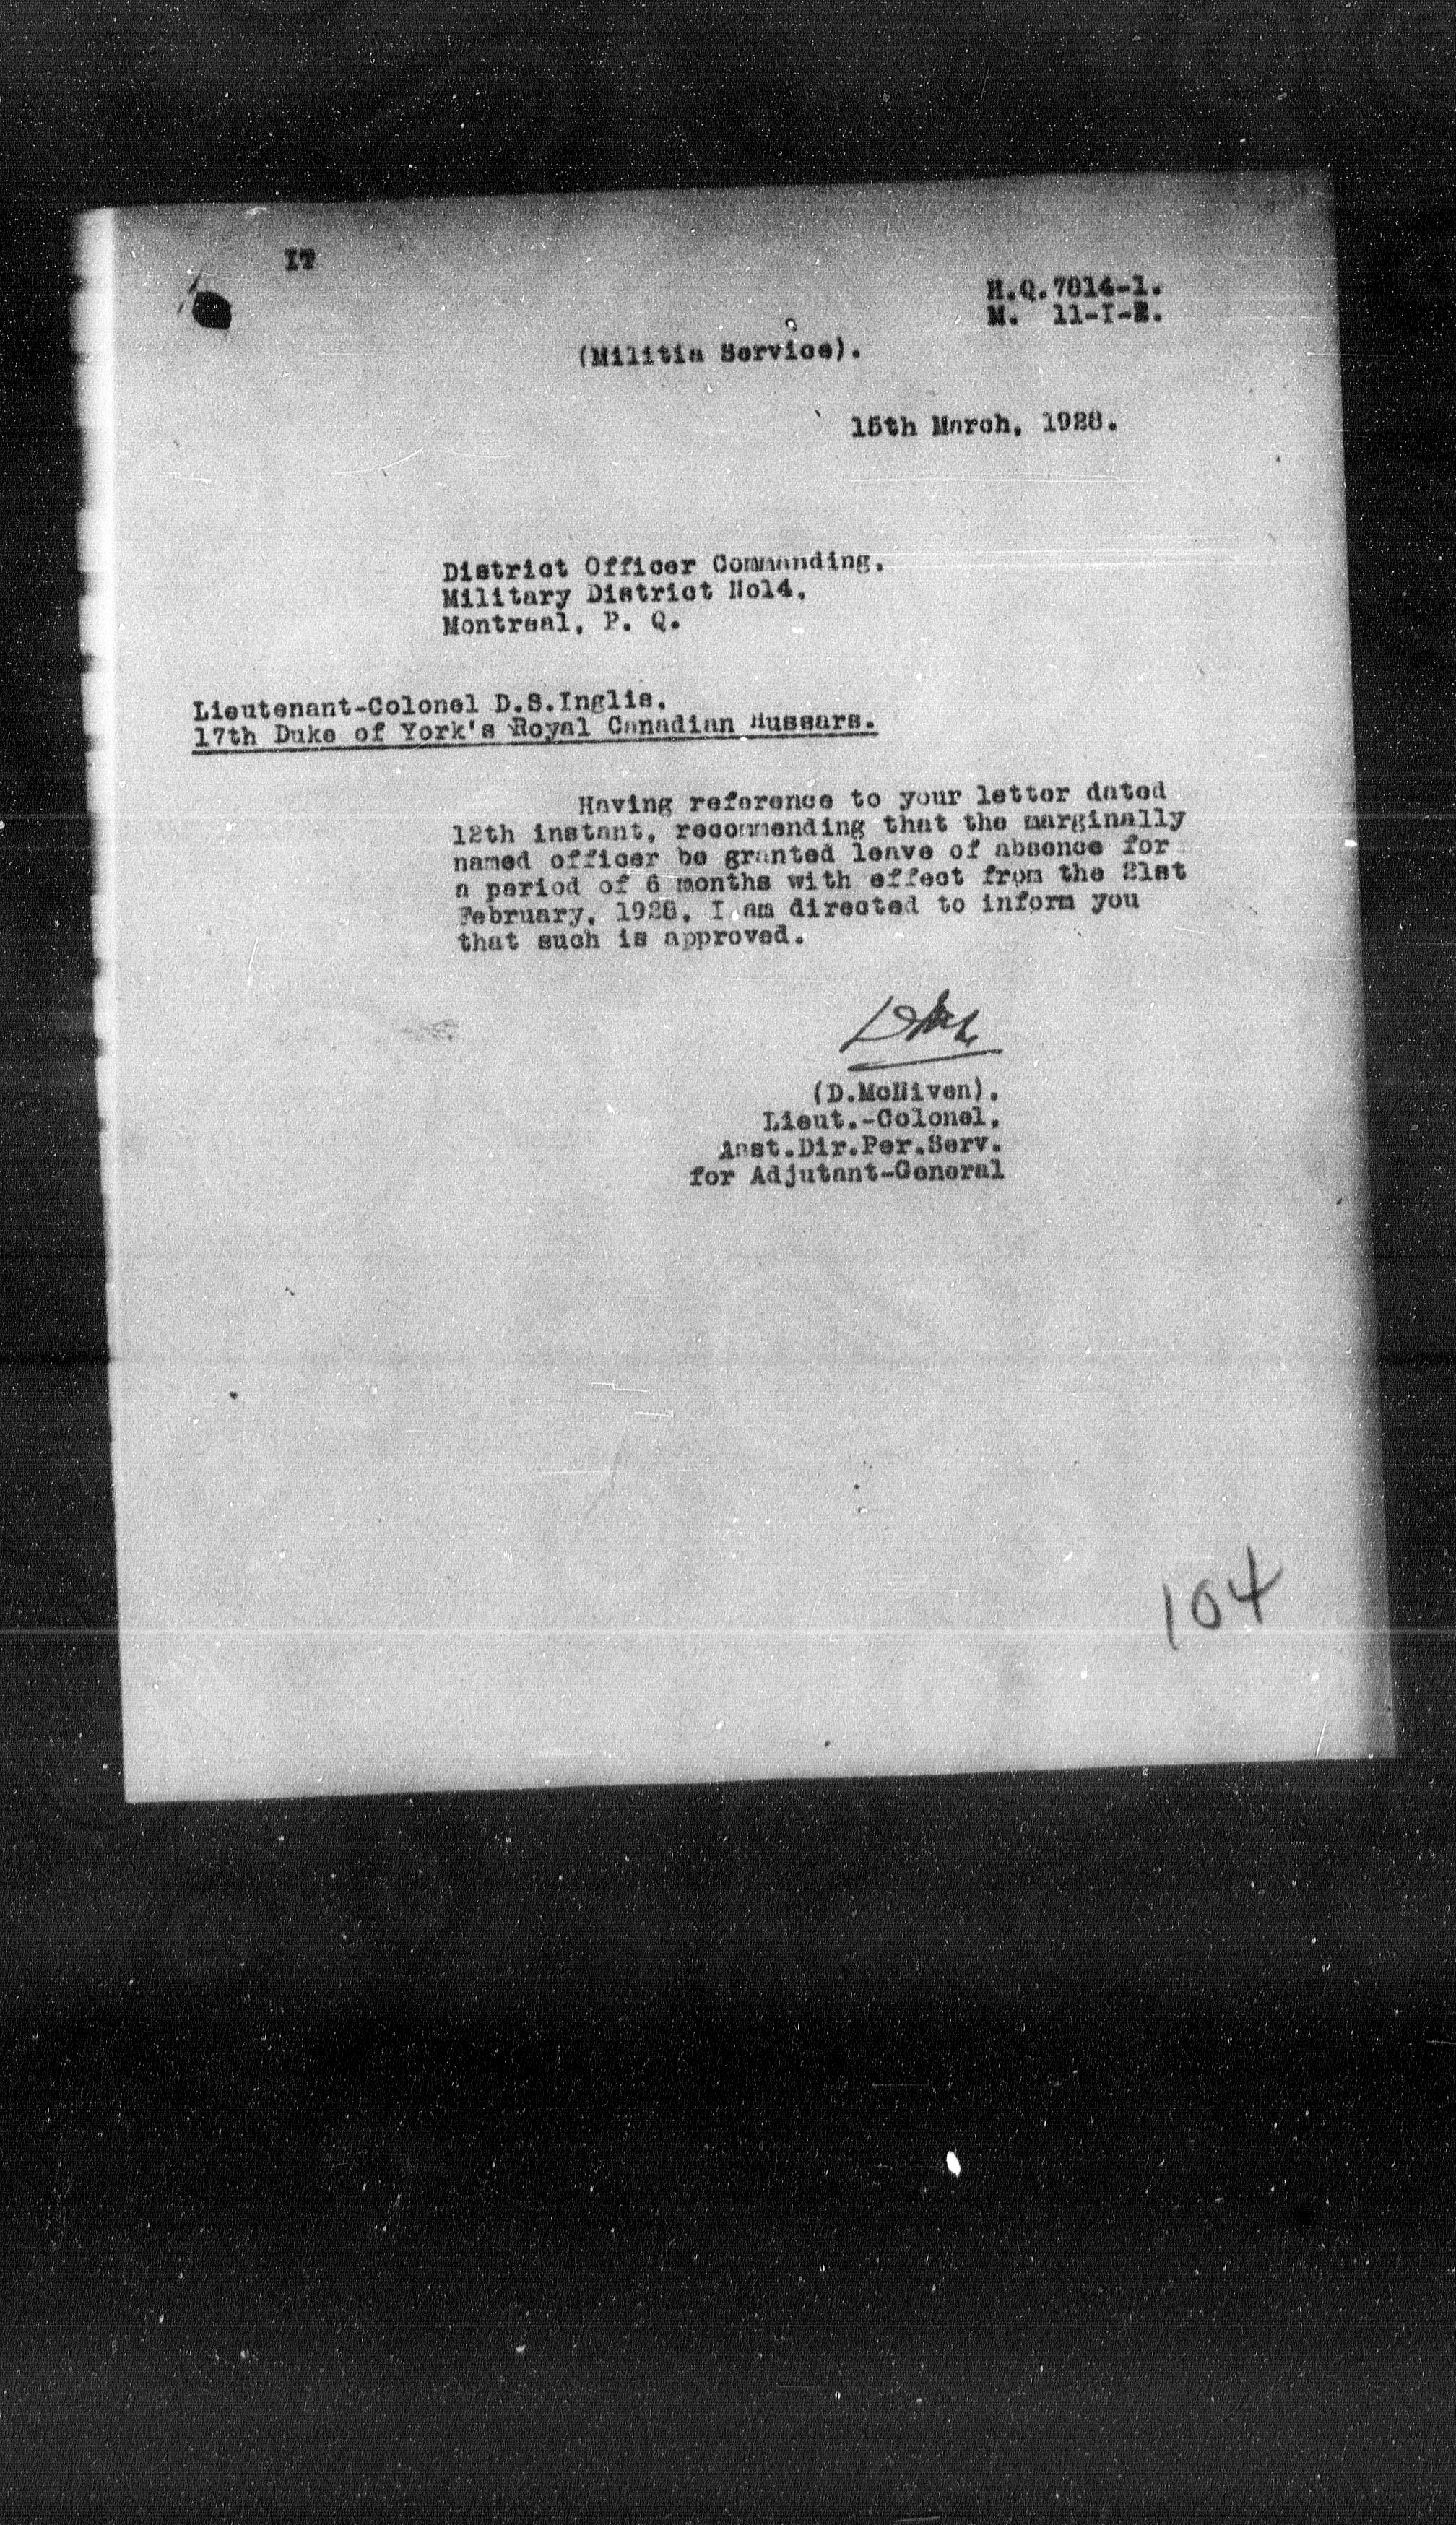 IT
H.Q.7814-1.
M. 11-I-2.
(Militia Service).
15th March, 1928.
District Officer Commanding,
Military District No14,
Montreal, P. Q.
Lieutenant-Colonel D.S.Inglis,
17th Duke of York's Royal Canadian Hussars.
Having reference to your letter dated
12th instant, recommending that the marginally
named officer be granted leave of absence for
a period of 6 months with effect from the 21st
February, 1928, I am directed to inform you
that such is approved.
(D.McNiven).
Lieut.-Colonel,
Asst.Dir.Per.Serv.
for Adjutant-General
104